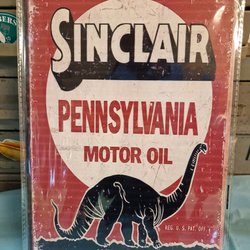 SINCLAIR
PENNSYLVANIA
MOTOR OIL
REG. U.S. PAT. OFF.